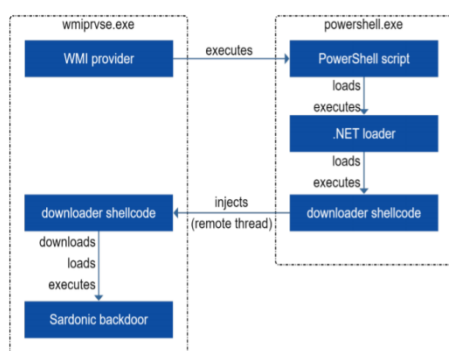 wmiprvse.exe
powershell.exe
WMI provider
executes
PowerShell script
loads
executes
.NET loader
loads
executes
downloader shellcode
injects
(remote thread)
downloader shellcode
downloads
loads
executes
Sardonic backdoor